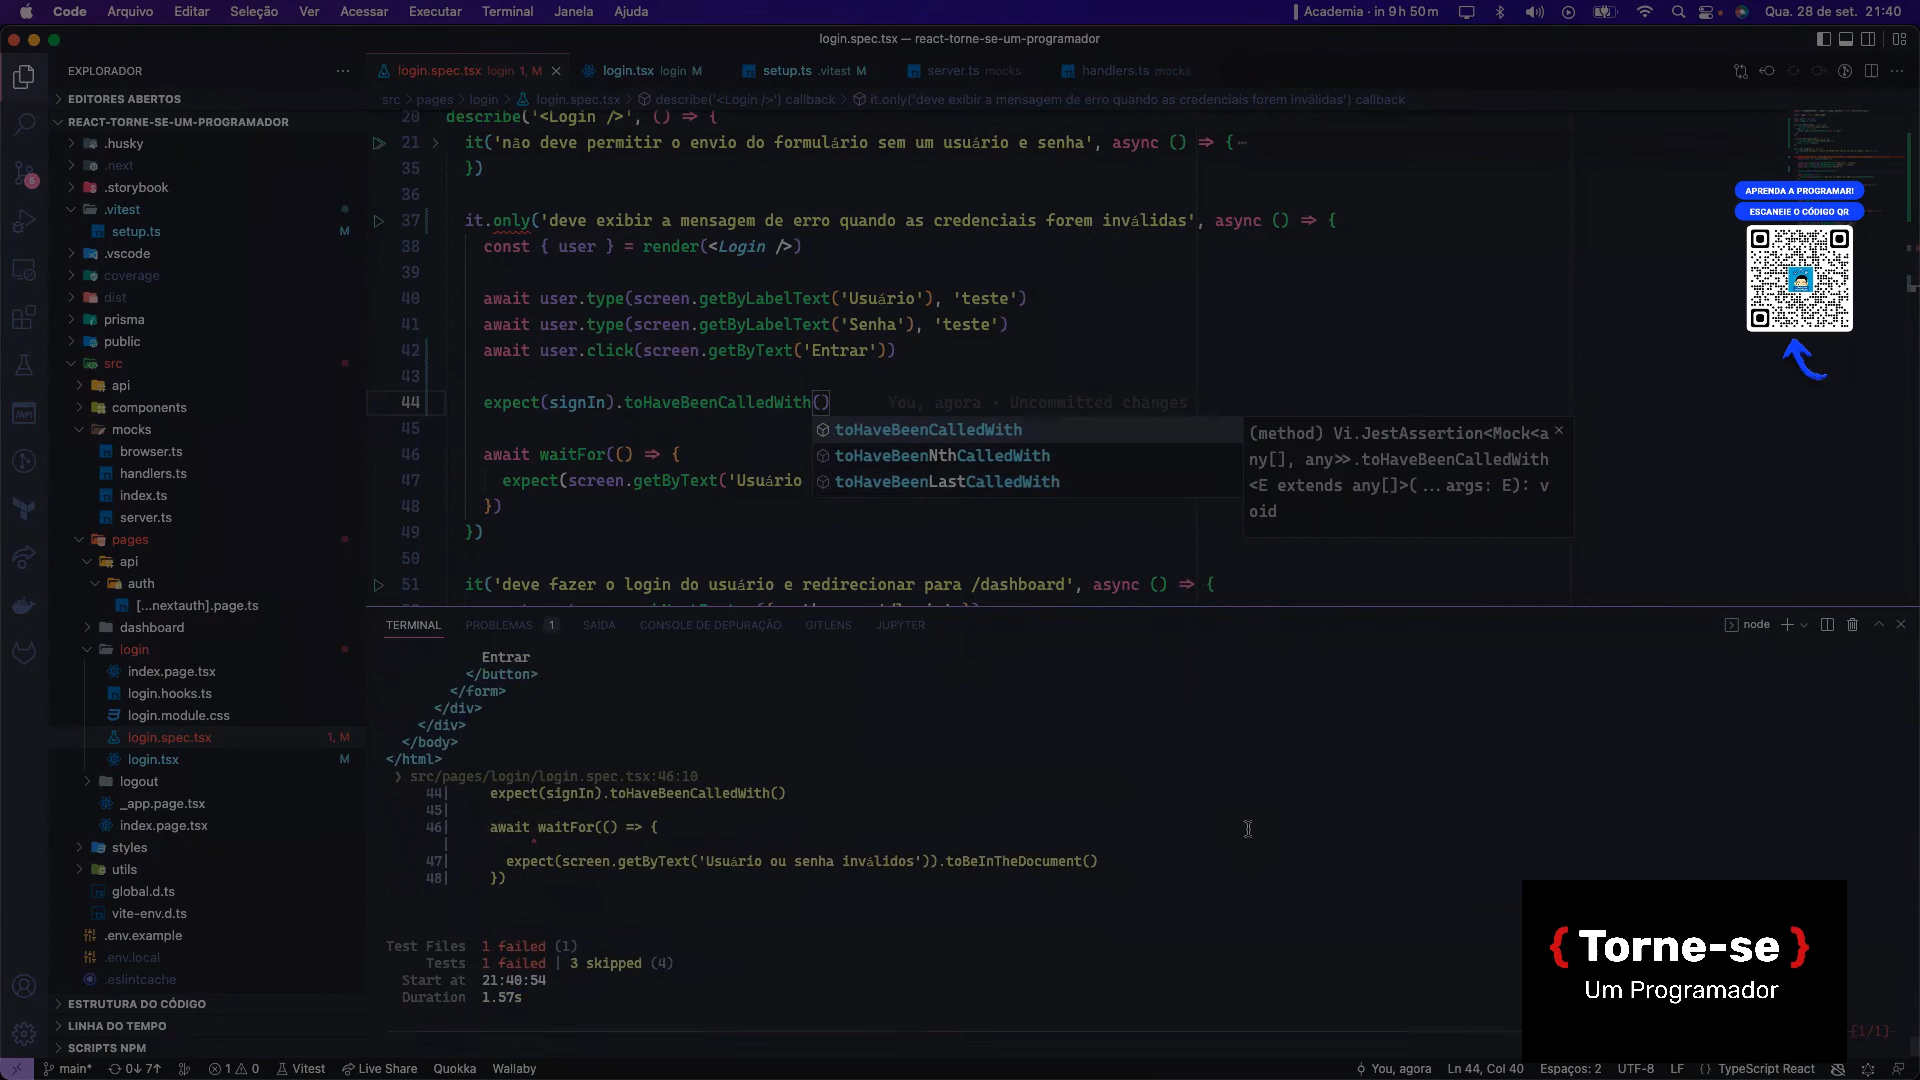 Code Arquivo Editar Seleção Ver Acessar Executar Terminal Janela Ajuda
Academia · in 9 h 50 m Qua. 28 de set. 21:40
login.spec.tsx — react-torne-se-um-programador
EXPLORADOR
EDITORES ABERTOS
REACT-TORNE-SE-UM-PROGRAMADOR
.husky
.next
.storybook
.vitest
setup.ts M
.vscode
coverage
dist
prisma
public
src
api
components
mocks
browser.ts
handlers.ts
index.ts
server.ts
pages
api
auth
[...nextauth].page.ts
dashboard
login
index.page.tsx
login.hooks.ts
login.module.css
login.spec.tsx 1, M
login.tsx M
logout
_app.page.tsx
index.page.tsx
styles
utils
global.d.ts
vite-env.d.ts
.env.example
.env.local
.eslintcache
ESTRUTURA DO CÓDIGO
LINHA DO TEMPO
SCRIPTS NPM
login.spec.tsx login 1, M login.tsx login M setup.ts .vitest M server.ts mocks handlers.ts mocks
src > pages > login > login.spec.tsx > describe('<Login />') callback > it.only('deve exibir a mensagem de erro quando as credenciais forem inválidas') callback
20 describe('<Login />', () => {
21 it('não deve permitir o envio do formulário sem um usuário e senha', async () => {
35 })
36
37 it.only('deve exibir a mensagem de erro quando as credenciais forem inválidas', async () => {
38 const { user } = render(<Login />)
39
40 await user.type(screen.getByLabelText('Usuário'), 'teste')
41 await user.type(screen.getByLabelText('Senha'), 'teste')
42 await user.click(screen.getByText('Entrar'))
43
44 expect(signIn).toHaveBeenCalledWith() You, agora • Uncommitted changes
45
46 await waitFor(() => {
47 expect(screen.getByText('Usuário
48 })
49 })
50
51 it('deve fazer o login do usuário e redirecionar para /dashboard', async () => {
toHaveBeenCalledWith
toHaveBeenNthCalledWith
toHaveBeenLastCalledWith
(method) Vi.JestAssertion<Mock<a
ny[], any>>.toHaveBeenCalledWith
<E extends any[]>(...args: E): v
oid
APRENDA A PROGRAMAR!
ESCANEIE O CÓDIGO QR
TERMINAL PROBLEMAS 1 SAÍDA CONSOLE DE DEPURAÇÃO GITLENS JUPYTER node
Entrar
</button>
</form>
</div>
</div>
</body>
</html>
❯ src/pages/login/login.spec.tsx:46:10
44| expect(signIn).toHaveBeenCalledWith()
45|
46| await waitFor(() => {
| ^
47| expect(screen.getByText('Usuário ou senha inválidos')).toBeInTheDocument()
48| })
Test Files 1 failed (1)
Tests 1 failed | 3 skipped (4)
Start at 21:40:54
Duration 1.57s
[1/1]
{ Torne-se }
Um Programador
main* 0↓ 7↑ 1 0 Vitest Live Share Quokka Wallaby You, agora Ln 44, Col 40 Espaços: 2 UTF-8 LF { } TypeScript React